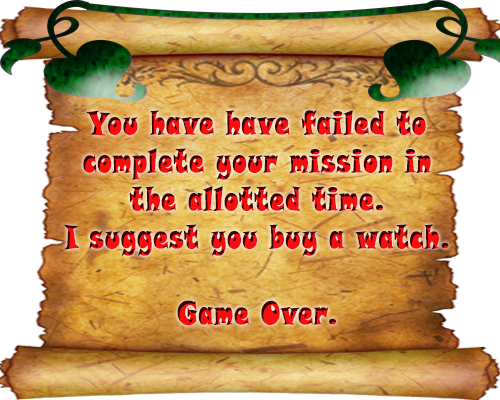 You have have failed to
complete your mission in
the allotted time.
I suggest you buy a watch.
Game Over.